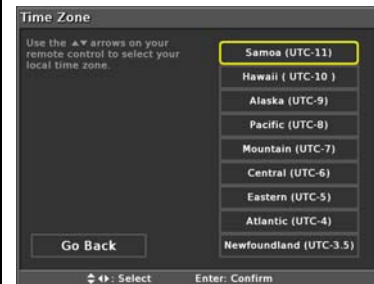 Time Zone
Use the ▲▼ arrows on your
remote control to select your
local time zone.
Samoa (UTC-11)
Hawaii ( UTC-10 )
Alaska (UTC-9)
Pacific (UTC-8)
Mountain (UTC-7)
Central (UTC-6)
Eastern (UTC-5)
Atlantic (UTC-4)
Newfoundland (UTC-3.5)
Go Back
: Select
Enter: Confirm